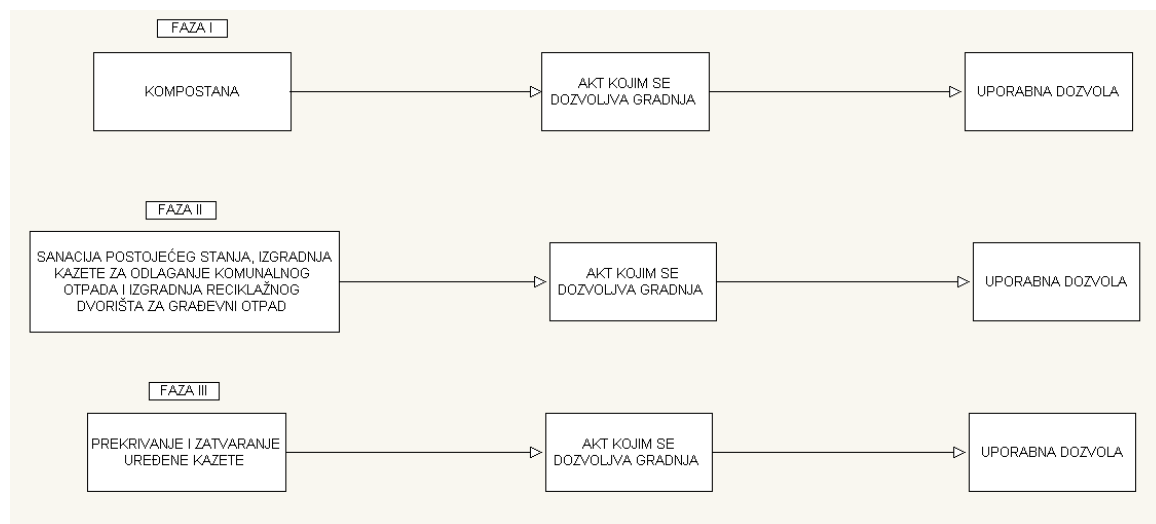 FAZA I
KOMPOSTANA
AKT KOJIM SE
DOZVOLJVA GRADNJA
UPORABNA DOZVOLA
FAZA II
SANACIJA POSTOJEĆEG STANJA, IZGRADNJA
KAZETE ZA ODLAGANJE KOMUNALNOG
OTPADA I IZGRADNJA RECIKLAŽNOG
DVORIŠTA ZA GRAĐEVNI OTPAD
AKT KOJIM SE
DOZVOLJVA GRADNJA
UPORABNA DOZVOLA
FAZA III
PREKRIVANJE I ZATVARANJE
UREĐENE KAZETE
AKT KOJIM SE
DOZVOLJVA GRADNJA
UPORABNA DOZVOLA